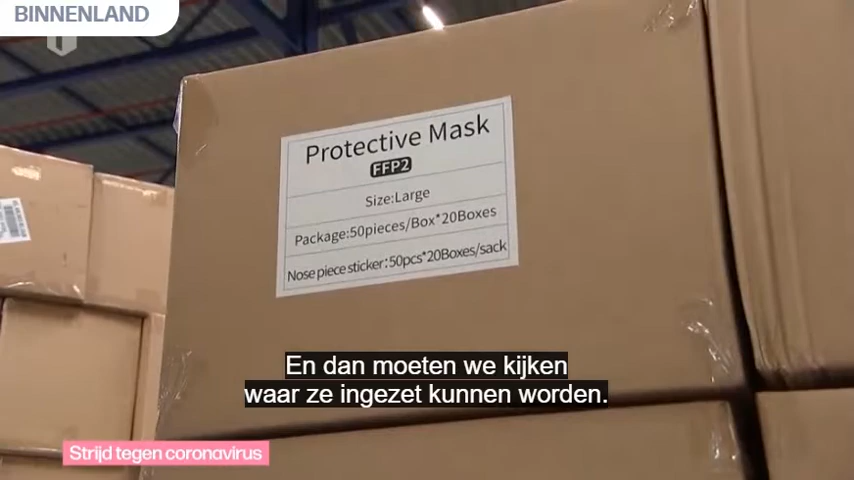 BINNENLAND
Protective Mask
FFP2
Size:Large
Package:50pieces/Box*20Boxes
Nose piece sticker:50pcs*20Boxes/sack
En dan moeten we kijken
waar ze ingezet kunnen worden.
Strijd tegen coronavirus